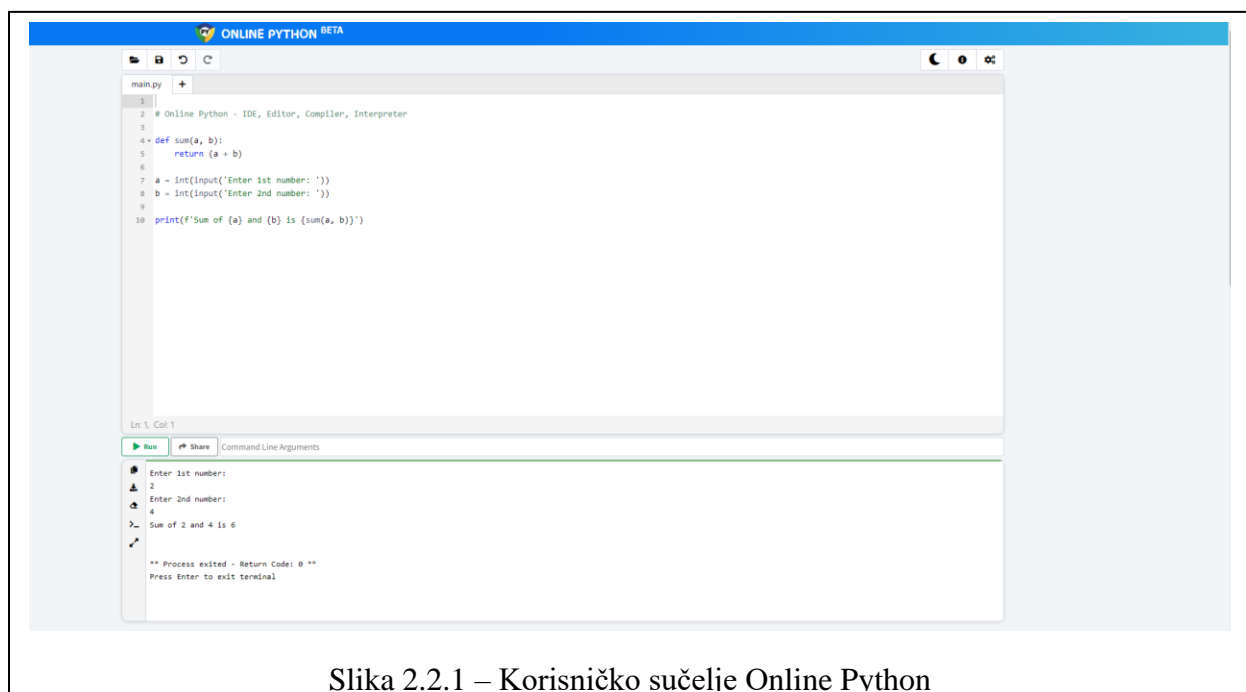 ONLINE PYTHON BETA
main.py +
1
2 # Online Python - IDE, Editor, Compiler, Interpreter
3
4 def sum(a, b):
5     return (a + b)
6
7 a = int(input('Enter 1st number: '))
8 b = int(input('Enter 2nd number: '))
9
10 print(f'Sum of {a} and {b} is {sum(a, b)}')
Ln: 1, Col: 1
Run Share Command Line Arguments
Enter 1st number:
2
Enter 2nd number:
4
Sum of 2 and 4 is 6
** Process exited - Return Code: 0 **
Press Enter to exit terminal
Slika 2.2.1 – Korisničko sučelje Online Python